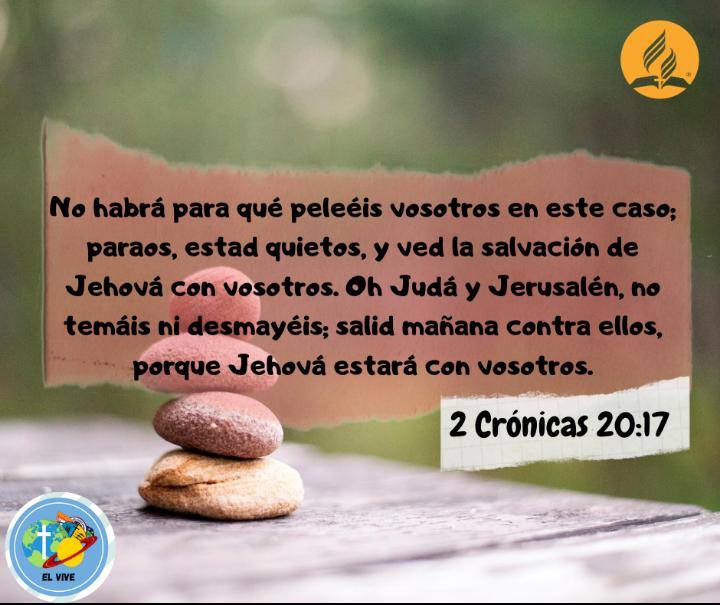 No habrá para qué peleéis vosotros en este caso;
paraos, estad quietos, y ved la salvación de
Jehová con vosotros. Oh Judá y Jerusalén, no
temáis ni desmayéis; salid mañana contra ellos,
porque Jehová estará con vosotros.
2 Crónicas 20:17
EL VIVE